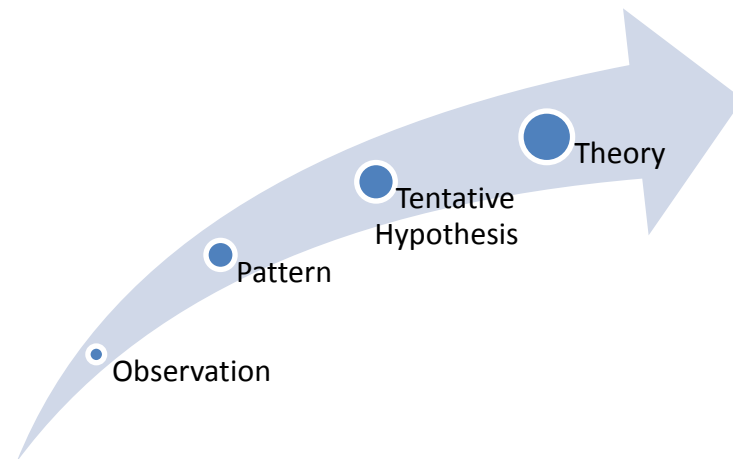 Theory
Tentative
Hypothesis
Pattern
Observation